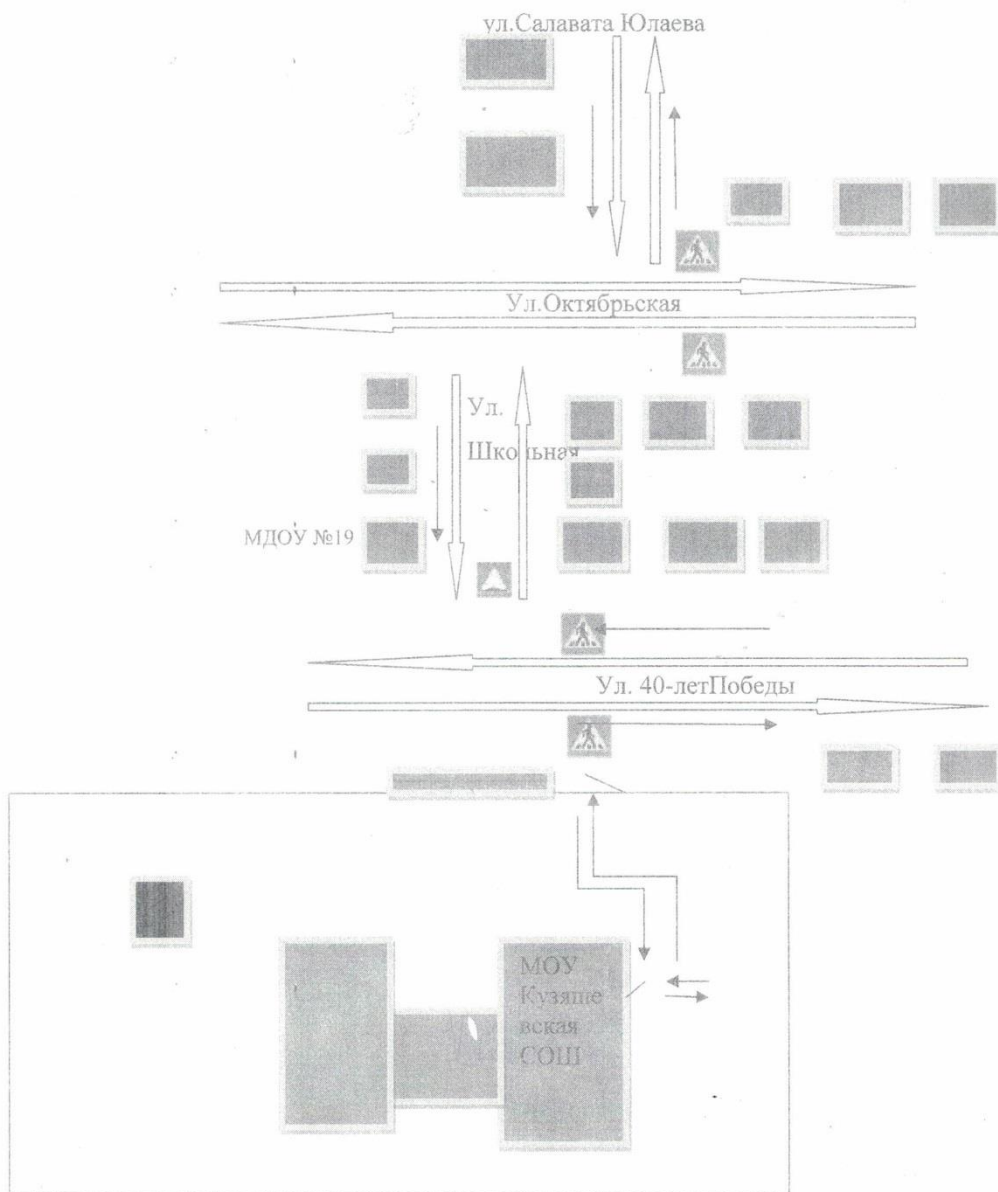 ул.Салавата Юлаева
Ул.Октябрьская
Ул.
Школьная
МДОУ №19
Ул. 40-летПобеды
МОУ
Кузяше
вская
СОШ